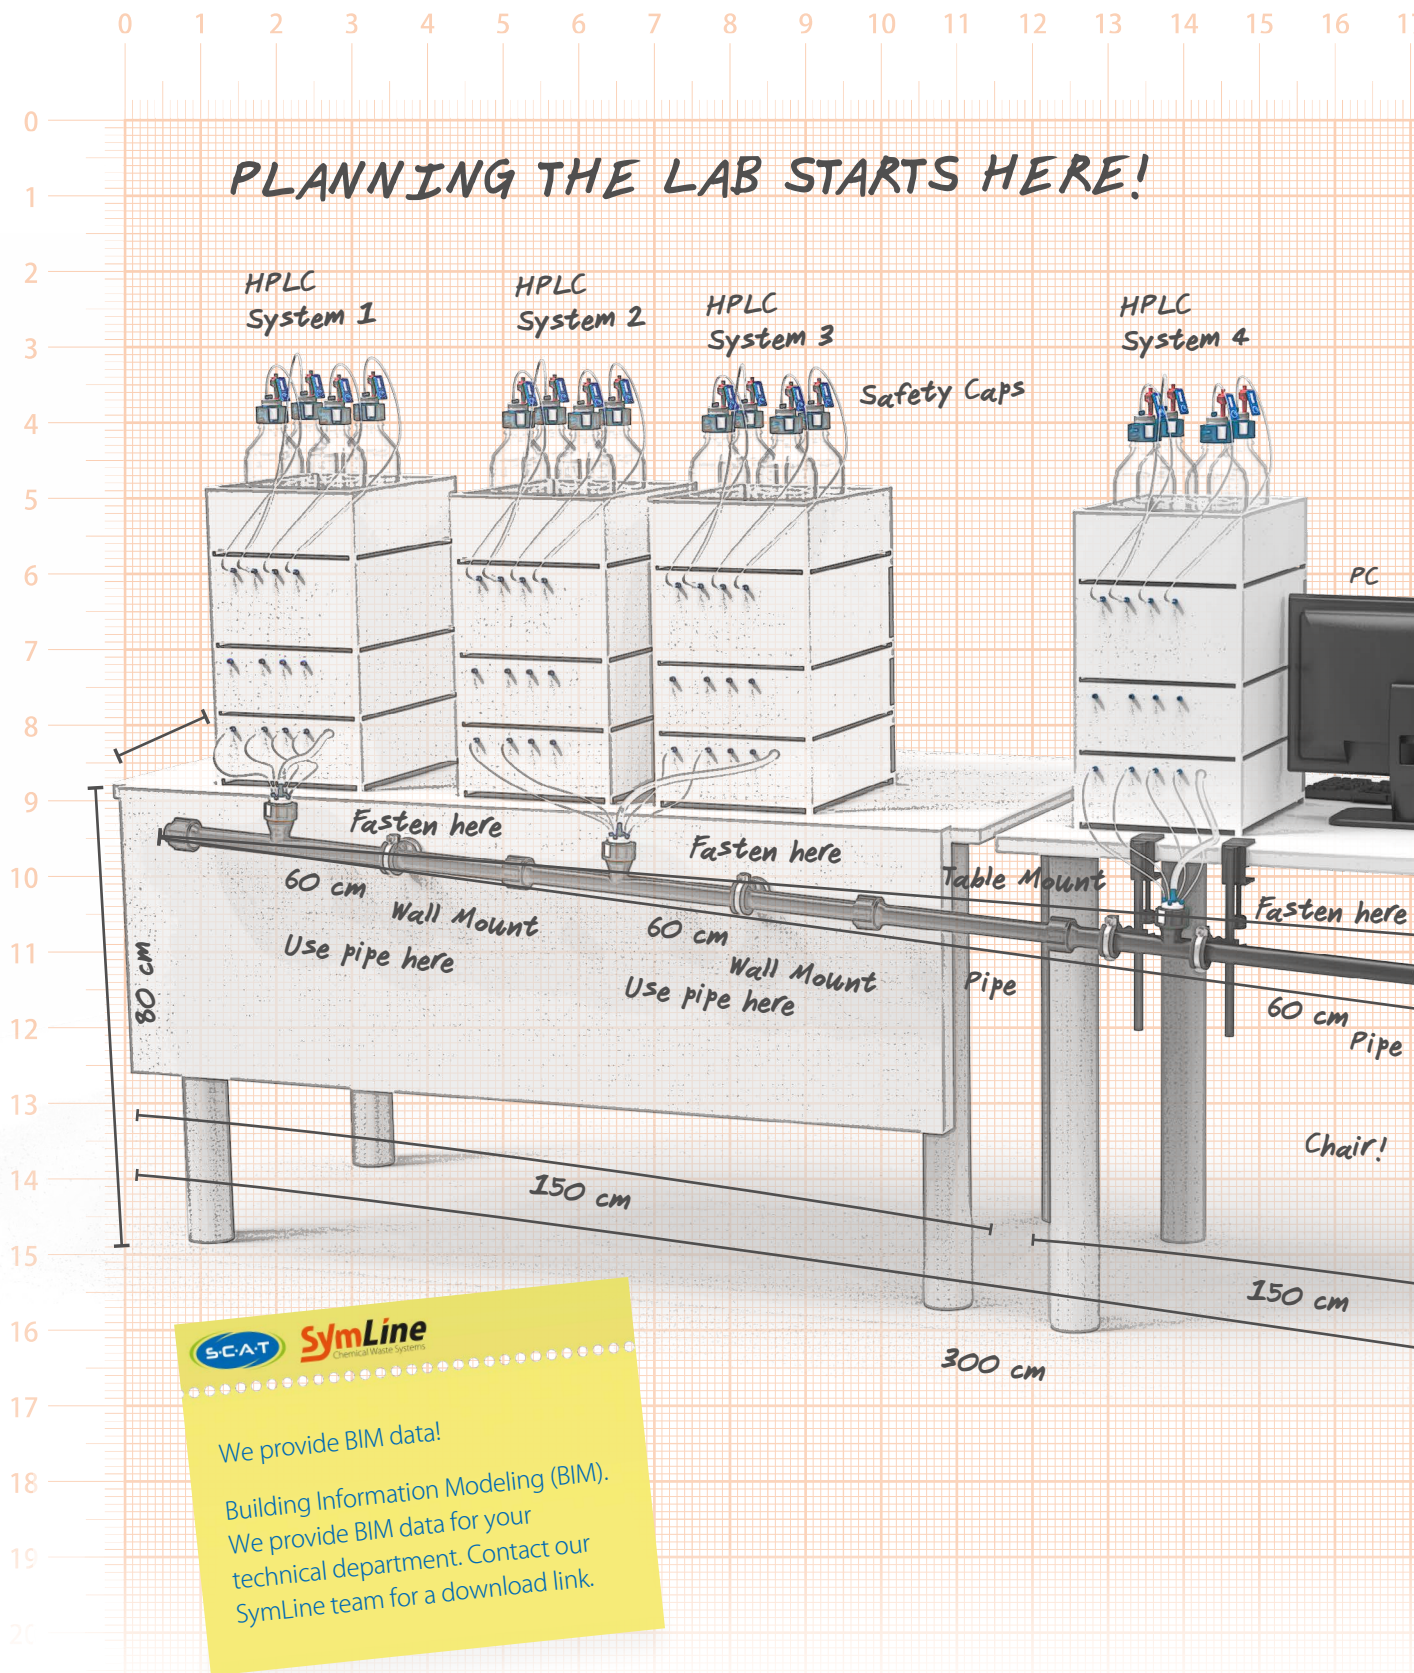 0 1 2 3 4 5 6 7 8 9 10 11 12 13 14 15 16
0
1
2
3
4
5
6
7
8
9
10
11
12
13
14
15
16
17
18
19
PLANNING THE LAB STARTS HERE!
HPLC
System 1
HPLC
System 2
HPLC
System 3
HPLC
System 4
Safety Caps
PC
Fasten here
Fasten here
Table Mount
Fasten here
60 cm
Wall Mount
Use pipe here
60 cm
Wall Mount
Use pipe here
Pipe
60 cm
Pipe
80 cm
Chair!
150 cm
150 cm
300 cm
S·C·A·T
SymLine
Chemical Waste Systems
We provide BIM data!
Building Information Modeling (BIM).
We provide BIM data for your
technical department. Contact our
SymLine team for a download link.